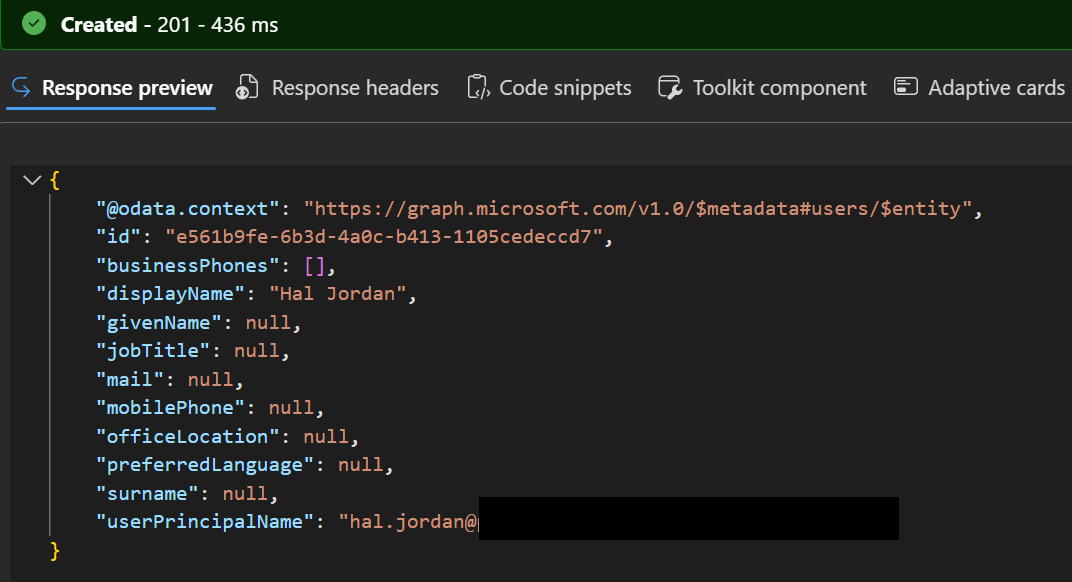 Created - 201 - 436 ms
Response preview Response headers Code snippets Toolkit component Adaptive cards
{
"@odata.context": "https://graph.microsoft.com/v1.0/$metadata#users/$entity",
"id": "e561b9fe-6b3d-4a0c-b413-1105cedeccd7",
"businessPhones": [],
"displayName": "Hal Jordan",
"givenName": null,
"jobTitle": null,
"mail": null,
"mobilePhone": null,
"officeLocation": null,
"preferredLanguage": null,
"surname": null,
"userPrincipalName": "hal.jordan@
}